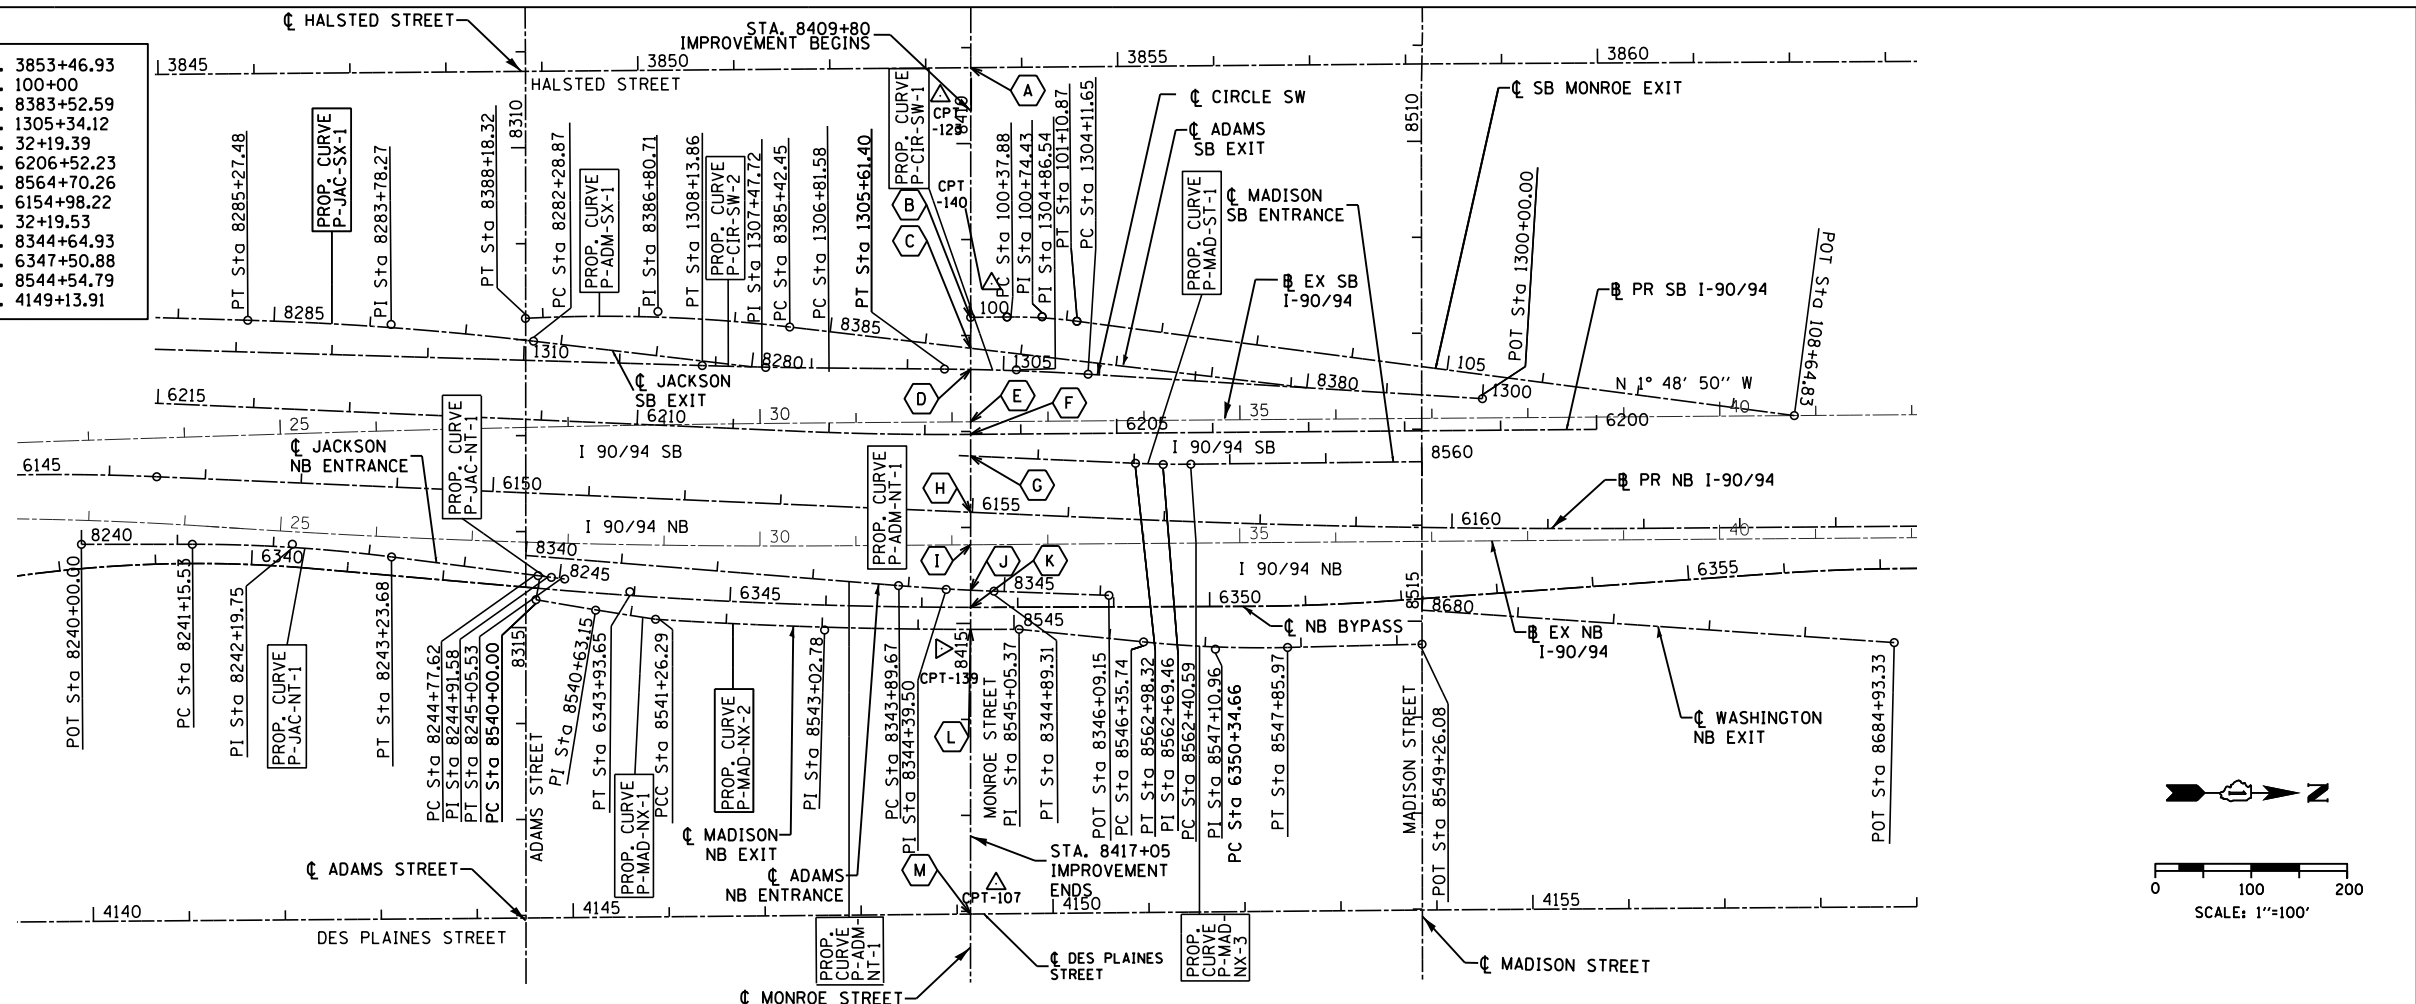 ℄ HALSTED STREET
STA. 8409+80
IMPROVEMENT BEGINS
. 3853+46.93
. 100+00
. 8383+52.59
. 1305+34.12
. 32+19.39
. 6206+52.23
. 8564+70.26
. 6154+98.22
. 32+19.53
. 8344+64.93
. 6347+50.88
. 8544+54.79
. 4149+13.91
3845
3850
3855
3860
HALSTED STREET
A
8310
8410
8510
℄ CIRCLE SW
℄ ADAMS
SB EXIT
℄ SB MONROE EXIT
℄ MADISON
SB ENTRANCE
PT Sta 8285+27.48
PROP. CURVE
P-JAC-SX-1
PI Sta 8283+78.27
PT Sta 8388+18.32
PC Sta 8282+28.87
PROP. CURVE
P-ADM-SX-1
PI Sta 8386+80.71
PT Sta 1308+13.86
PROP. CURVE
P-CIR-SW-2
PI Sta 1307+47.72
PC Sta 8385+42.45
PC Sta 1306+81.58
PT Sta 1305+61.40
PROP. CURVE
P-CIR-SW-1
CPT
-123
CPT
-140
PC Sta 100+37.88
PI Sta 100+74.43
PI Sta 1304+86.54
PT Sta 101+10.87
PC Sta 1304+11.65
PROP. CURVE
P-MAD-ST-1
POT Sta 1300+00.00
POT Sta 108+64.83
B
C
D
E
F
G
H
I
J
K
L
M
8285
8385
100
1310
8280
1305
8380
105
1300
N 1° 48' 50'' W
℄ JACKSON
SB EXIT
B EX SB
I-90/94
B PR SB I-90/94
6215
6210
6205
6200
25
30
35
40
℄ JACKSON
NB ENTRANCE
PROP. CURVE
P-JAC-NT-1
I 90/94 SB
I 90/94 SB
8560
6145
6150
6155
6160
B PR NB I-90/94
25
30
35
40
I 90/94 NB
I 90/94 NB
PROP. CURVE
P-ADM-NT-1
8240
6340
8340
8245
6345
8345
6350
6355
8545
8515
8680
8315
8415
℄ NB BYPASS
B EX NB
I-90/94
℄ WASHINGTON
NB EXIT
POT Sta 8240+00.00
PC Sta 8241+15.53
PI Sta 8242+19.75
PROP. CURVE
P-JAC-NT-1
PT Sta 8243+23.68
PC Sta 8244+77.62
PI Sta 8244+91.58
PT Sta 8245+05.53
PC Sta 8540+00.00
ADAMS STREET
PI Sta 8540+63.15
PT Sta 6343+93.65
PROP. CURVE
P-MAD-NX-1
PCC Sta 8541+26.29
PROP. CURVE
P-MAD-NX-2
PI Sta 8543+02.78
PC Sta 8343+89.67
PI Sta 8344+39.50
CPT-139
MONROE STREET
PI Sta 8545+05.37
PT Sta 8344+89.31
POT Sta 8346+09.15
PC Sta 8546+35.74
PT Sta 8562+98.32
PI Sta 8562+69.46
PC Sta 8562+40.59
PI Sta 8547+10.96
PC Sta 6350+34.66
PT Sta 8547+85.97
MADISON STREET
POT Sta 8549+26.08
POT Sta 8684+93.33
℄ MADISON
NB EXIT
℄ ADAMS
NB ENTRANCE
STA. 8417+05
IMPROVEMENT
ENDS
CPT-107
℄ ADAMS STREET
4140
4145
4150
4155
DES PLAINES STREET
PROP.
CURVE
P-ADM-
NT-1
PROP.
CURVE
P-MAD-
NX-3
℄ DES PLAINES
STREET
℄ MADISON STREET
℄ MONROE STREET
N
0 100 200
SCALE: 1''=100'